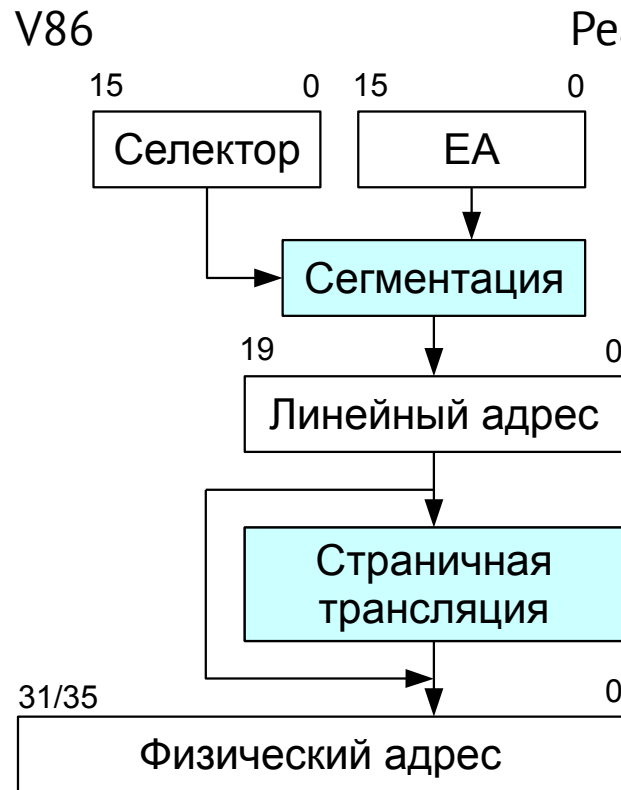 V86 Реа
15 0 15 0
Селектор EA
Сегментация
19 0
Линейный адрес
Страничная
трансляция
31/35 0
Физический адрес